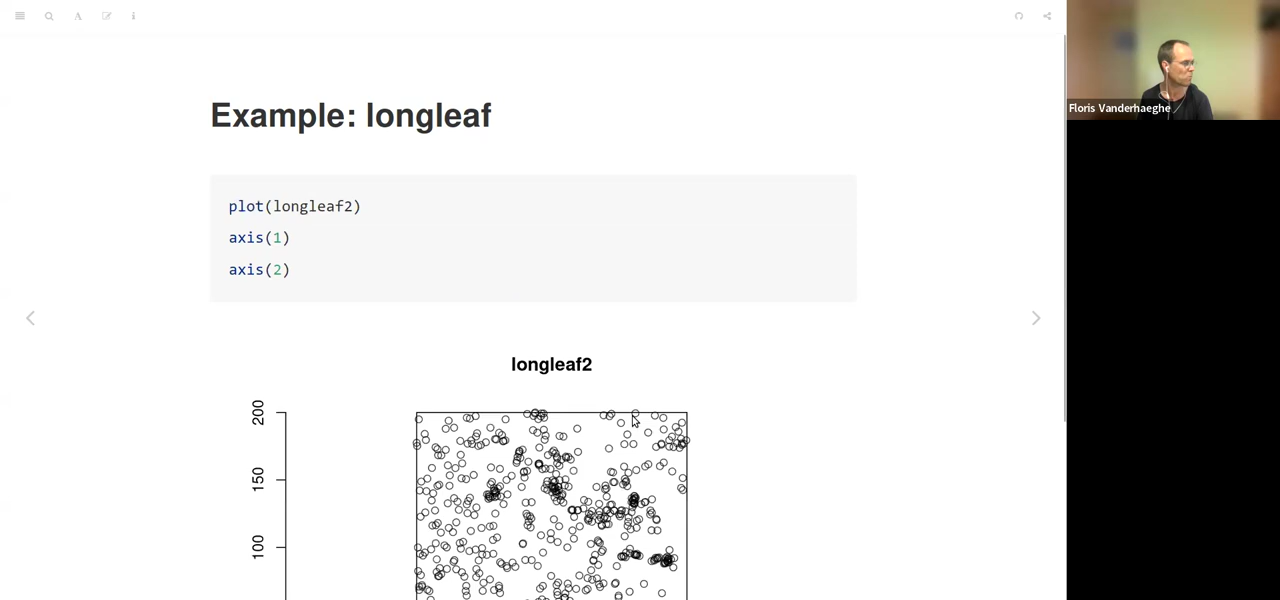 Example: longleaf
plot(longleaf2)
axis(1)
axis(2)
longleaf2
200
150
100
Floris Vanderhaeghe